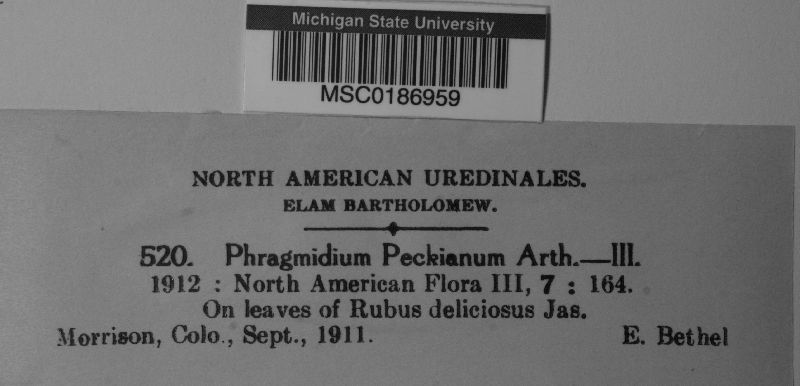 Michigan State University
MSC0186959
NORTH AMERICAN UREDINALES.
ELAM BARTHOLOMEW.
520. Phragmidium Peckianum Arth.—III.
1912 : North American Flora III, 7 : 164.
On leaves of Rubus deliciosus Jas.
Morrison, Colo., Sept., 1911. E. Bethel